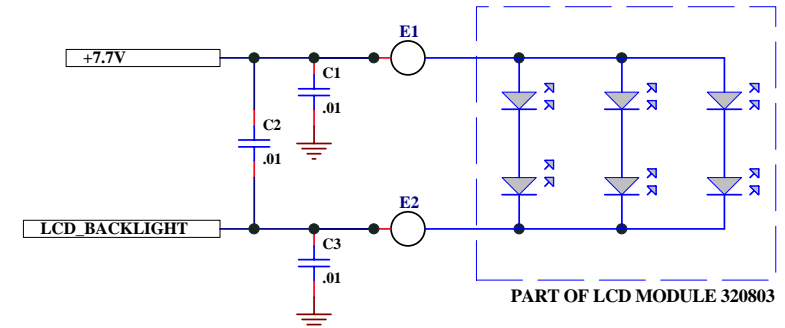 E1
+7.7V
C1
.01
C2
.01
E2
LCD_BACKLIGHT
C3
.01
PART OF LCD MODULE 320803